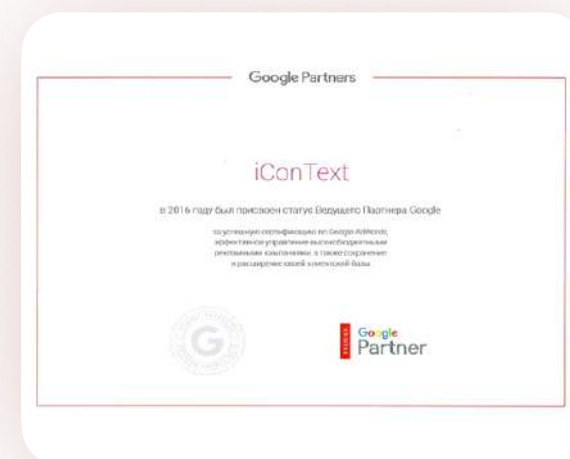 Google Partners
iConText
в 2016 году был присвоен статус Ведущего Партнера Google
за успешную сертификацию по Google AdWords,
эффективное управление высокобюджетными
рекламными кампаниями, а также сохранение
и расширение своей клиентской базы.
G
Google
Partner